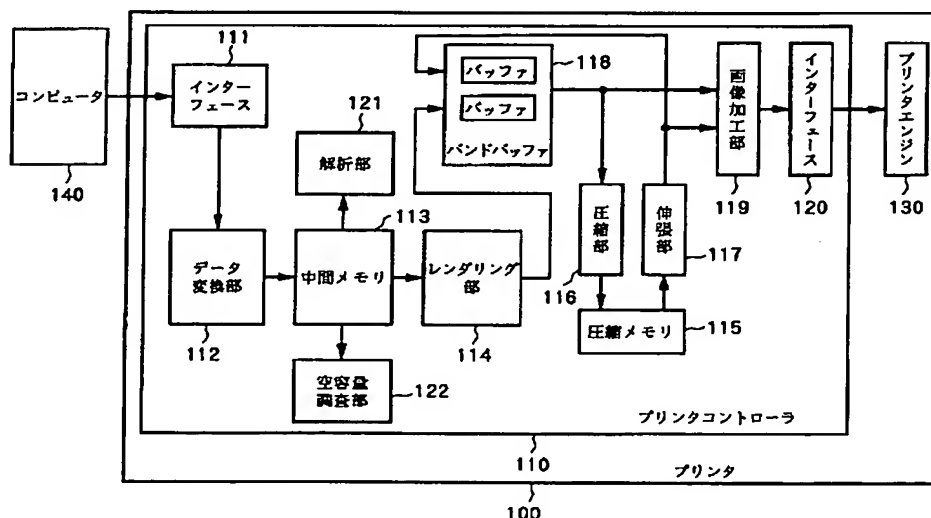 コンピュータ
140
111
インター
フェース
データ
変換部
112
121
解析部
113
中間メモリ
空容量
調査部
122
レンダリング
部
114
バッファ
バッファ
バンドバッファ
118
圧縮部
116
伸張部
117
圧縮メモリ
115
画像加工部
119
インターフェース
120
プリンタエンジン
130
プリンタコントローラ
110
プリンタ
100